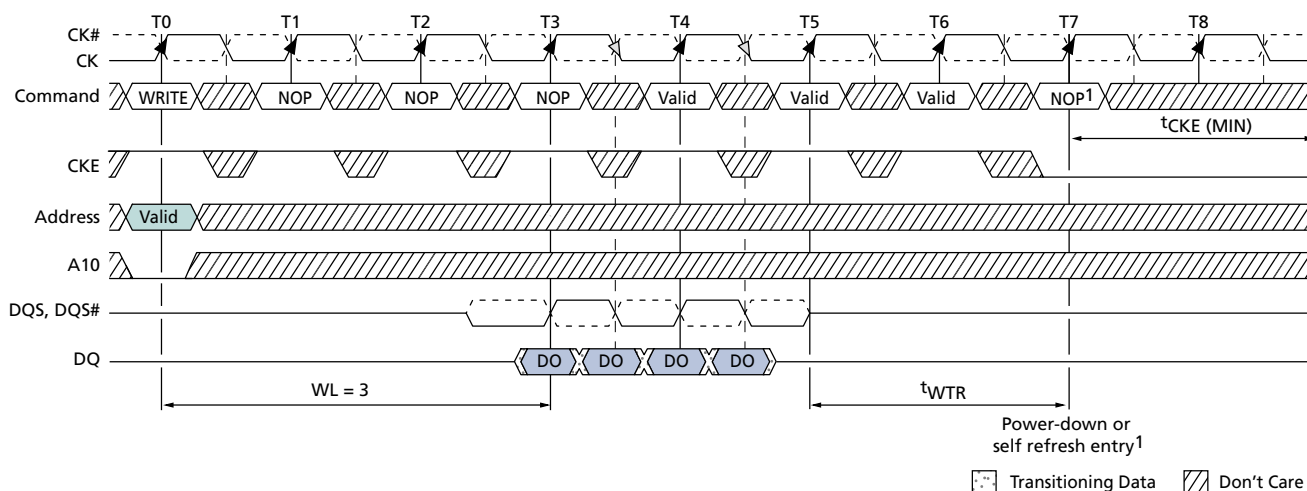 T0 T1 T2 T3 T4 T5 T6 T7 T8
CK#
CK
Command WRITE NOP NOP NOP Valid Valid Valid NOP1
tCKE (MIN)
CKE
Address Valid
A10
DQS, DQS#
DQ DO DO DO DO
WL = 3 tWTR
Power-down or
self refresh entry1
Transitioning Data Don't Care